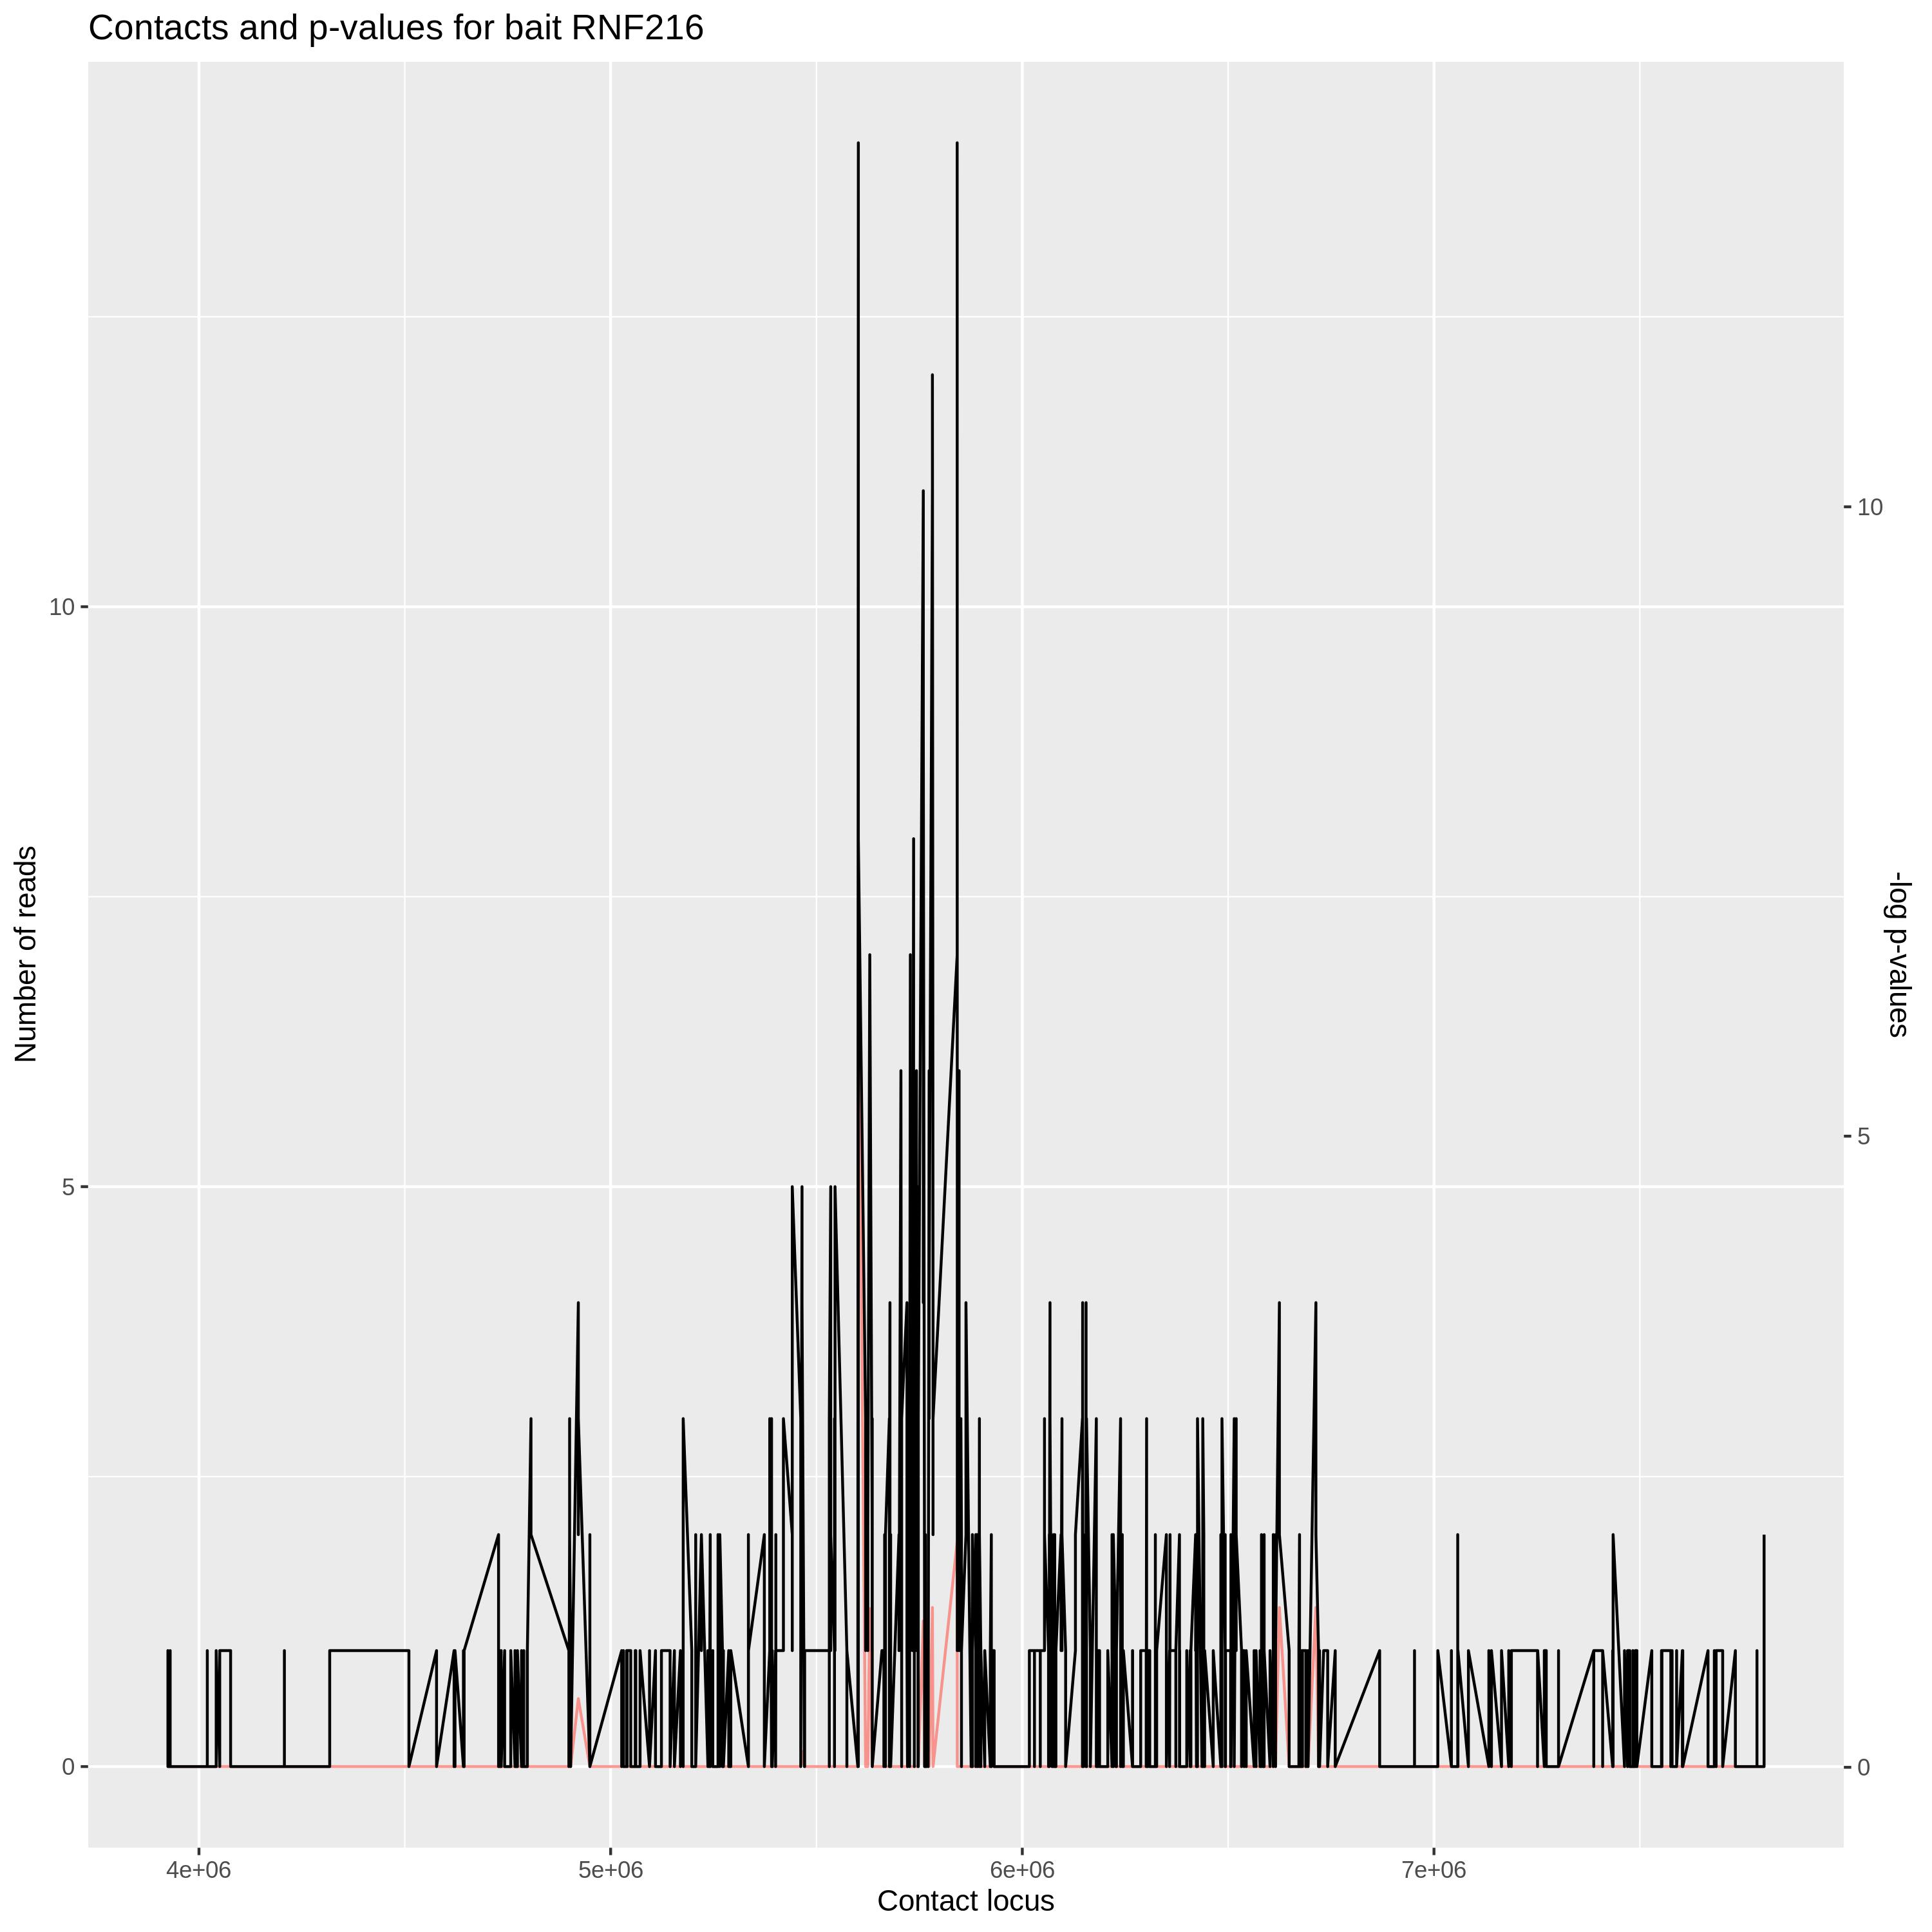 Contacts and p-values for bait RNF216
10
5
0
Number of reads
10
5
0
-log p-values
4e+06
5e+06
6e+06
7e+06
Contact locus